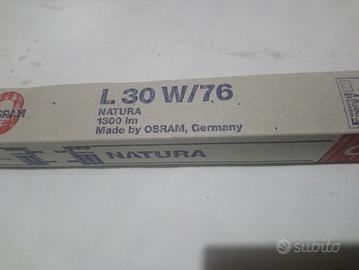 L 30 W/76
NATURA
1300 lm
Made by OSRAM, Germany
NATURA
subito